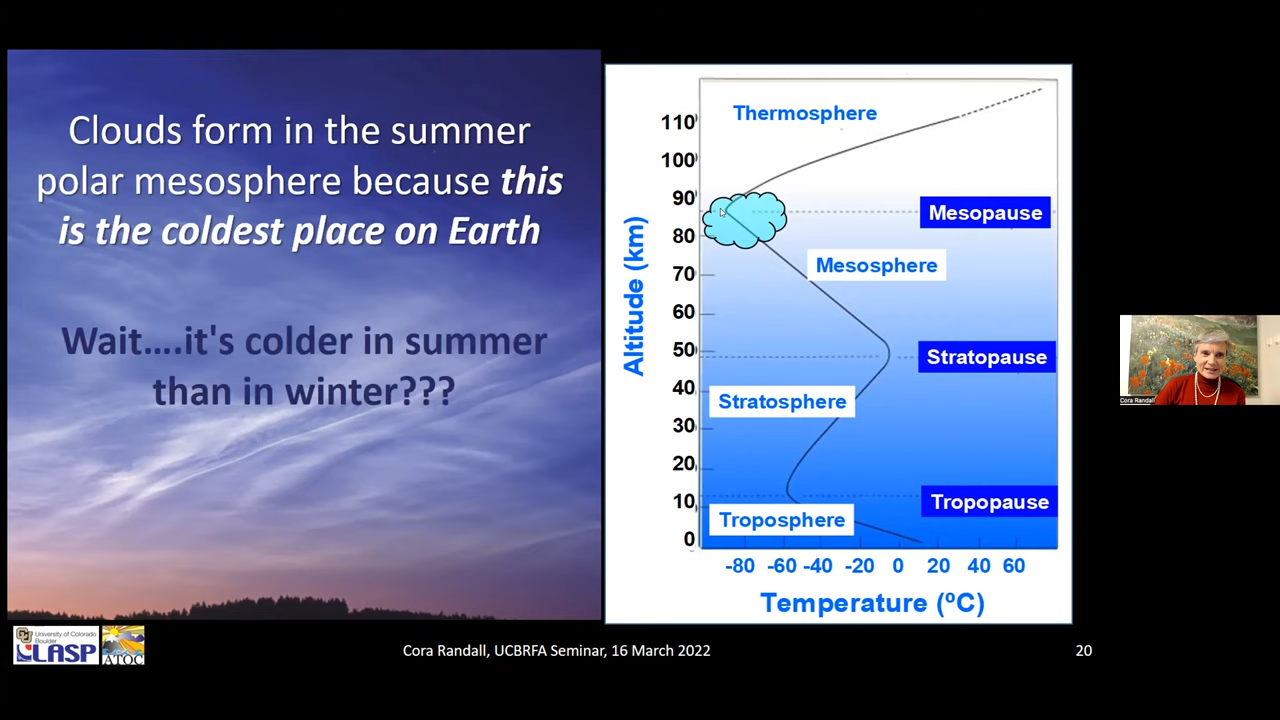 Clouds form in the summer
polar mesosphere because this
is the coldest place on Earth
Wait....it's colder in summer
than in winter???
Thermosphere
Mesopause
Mesosphere
Stratopause
Stratosphere
Tropopause
Troposphere
Altitude (km)
110
100
90
80
70
60
50
40
30
20
10
0
-80 -60 -40 -20 0 20 40 60
Temperature (ºC)
Cora Randall
University of Colorado
Boulder
LASP
ATOC
Cora Randall, UCBRFA Seminar, 16 March 2022
20